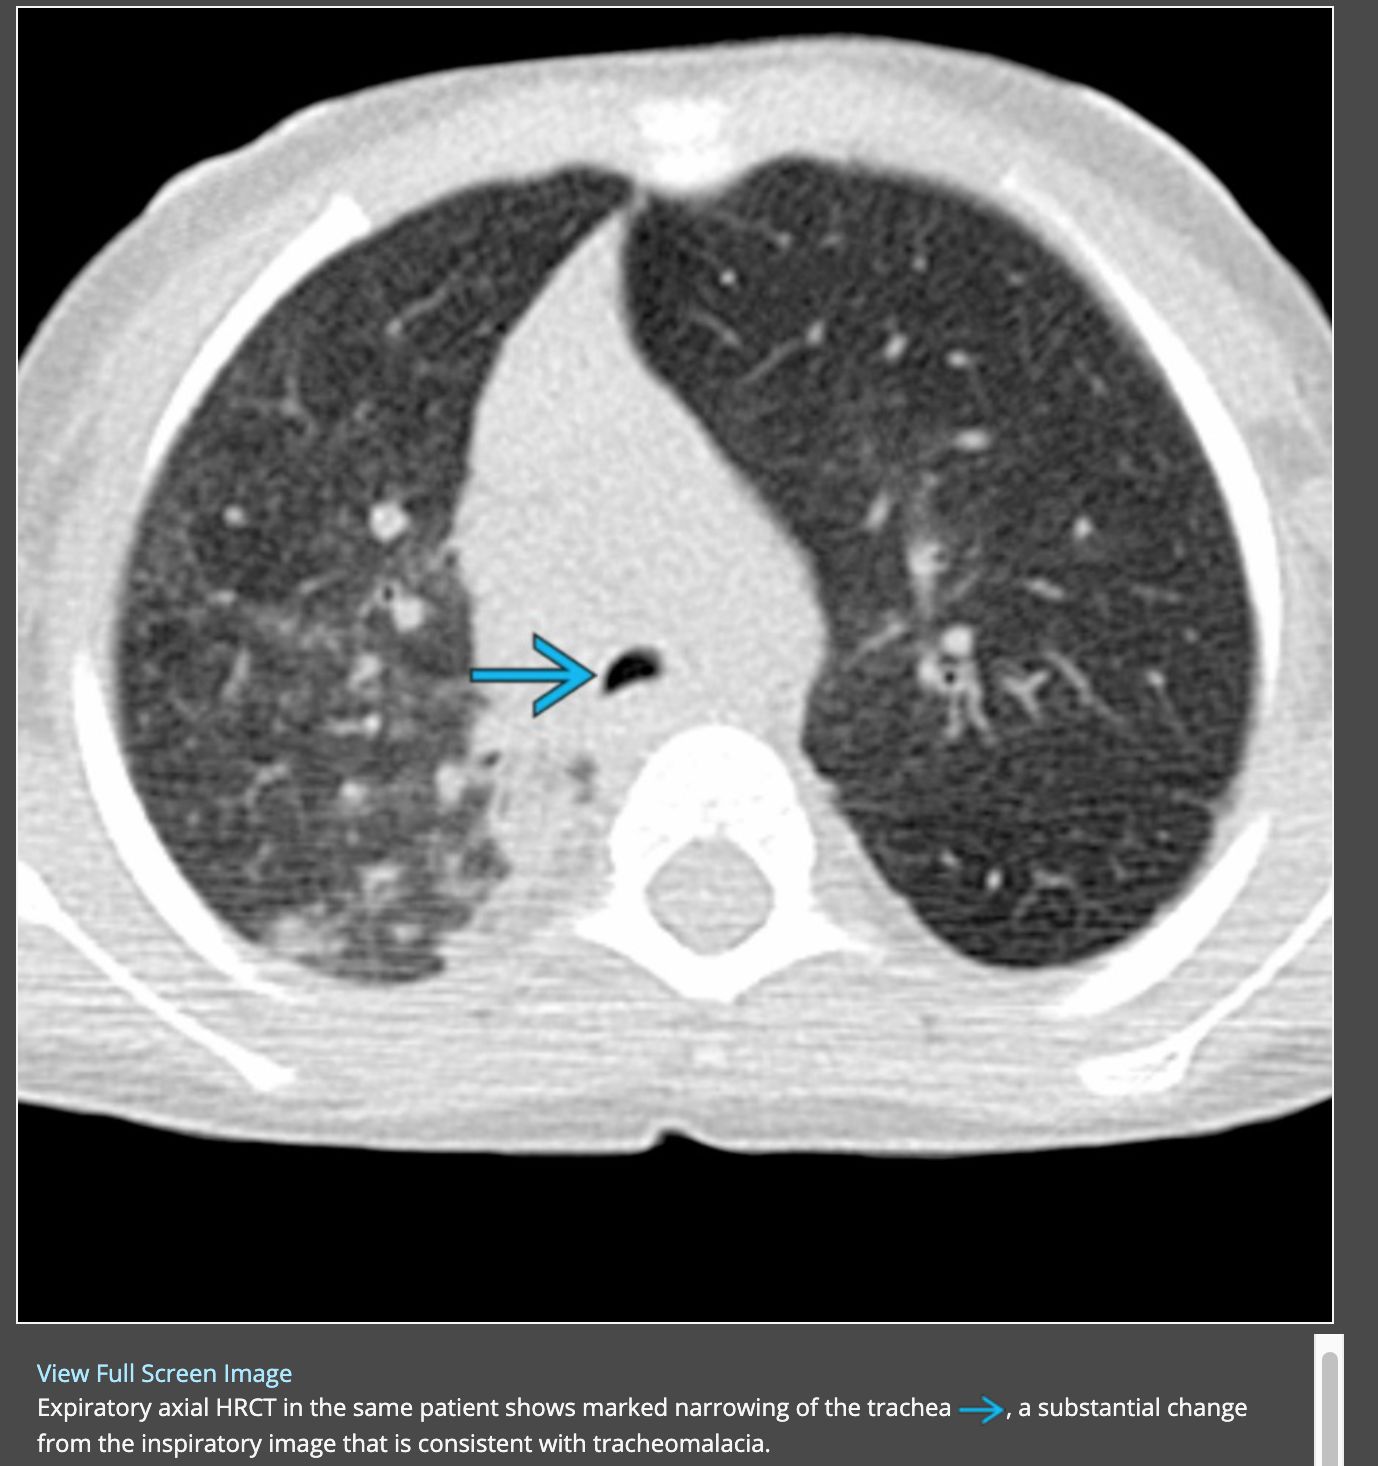 View Full Screen Image
Expiratory axial HRCT in the same patient shows marked narrowing of the trachea →, a substantial change
from the inspiratory image that is consistent with tracheomalacia.